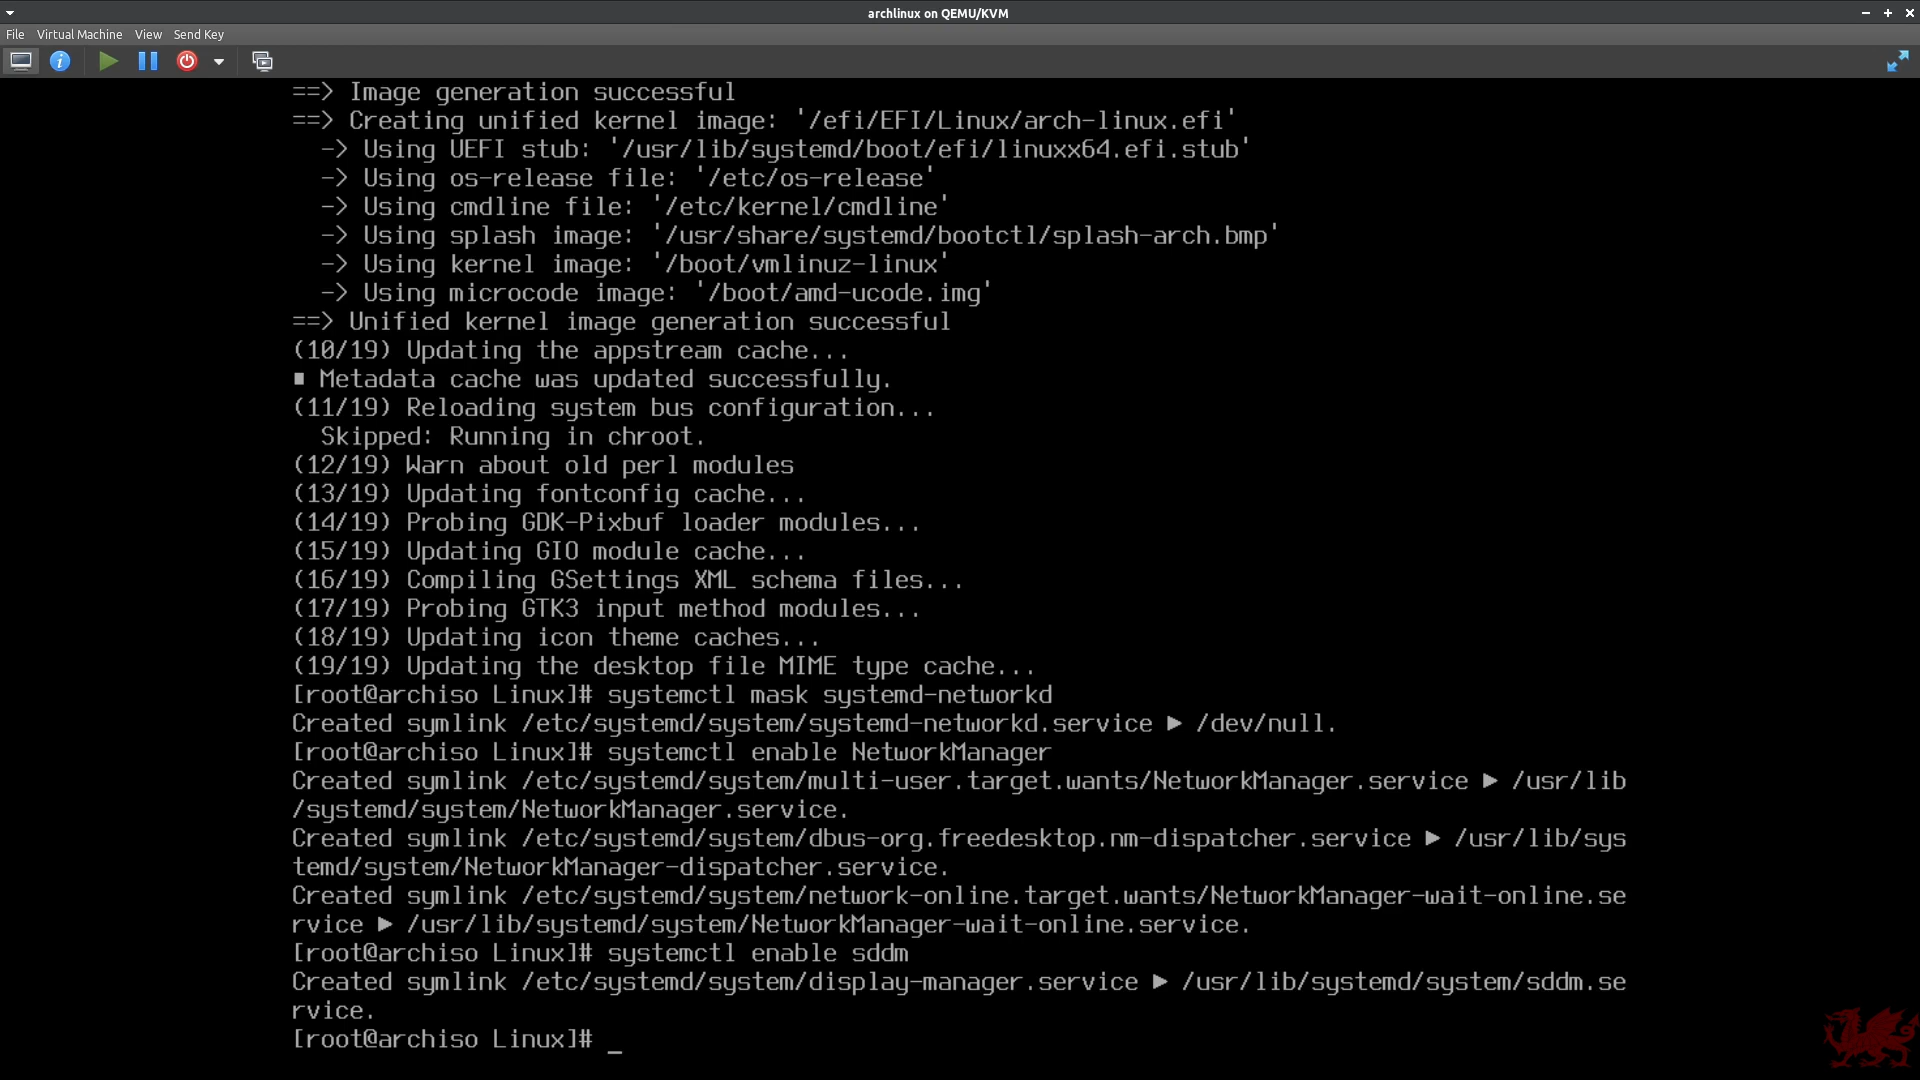 archlinux on QEMU/KVM
File Virtual Machine View Send Key
==> Image generation successful
==> Creating unified kernel image: '/efi/EFI/Linux/arch-linux.efi'
-> Using UEFI stub: '/usr/lib/systemd/boot/efi/linuxx64.efi.stub'
-> Using os-release file: '/etc/os-release'
-> Using cmdline file: '/etc/kernel/cmdline'
-> Using splash image: '/usr/share/systemd/bootctl/splash-arch.bmp'
-> Using kernel image: '/boot/vmlinuz-linux'
-> Using microcode image: '/boot/amd-ucode.img'
==> Unified kernel image generation successful
(10/19) Updating the appstream cache...
■ Metadata cache was updated successfully.
(11/19) Reloading system bus configuration...
Skipped: Running in chroot.
(12/19) Warn about old perl modules
(13/19) Updating fontconfig cache...
(14/19) Probing GDK-Pixbuf loader modules...
(15/19) Updating GIO module cache...
(16/19) Compiling GSettings XML schema files...
(17/19) Probing GTK3 input method modules...
(18/19) Updating icon theme caches...
(19/19) Updating the desktop file MIME type cache...
[root@archiso Linux]# systemctl mask systemd-networkd
Created symlink /etc/systemd/system/systemd-networkd.service ► /dev/null.
[root@archiso Linux]# systemctl enable NetworkManager
Created symlink /etc/systemd/system/multi-user.target.wants/NetworkManager.service ► /usr/lib
/systemd/system/NetworkManager.service.
Created symlink /etc/systemd/system/dbus-org.freedesktop.nm-dispatcher.service ► /usr/lib/sys
temd/system/NetworkManager-dispatcher.service.
Created symlink /etc/systemd/system/network-online.target.wants/NetworkManager-wait-online.se
rvice ► /usr/lib/systemd/system/NetworkManager-wait-online.service.
[root@archiso Linux]# systemctl enable sddm
Created symlink /etc/systemd/system/display-manager.service ► /usr/lib/systemd/system/sddm.se
rvice.
[root@archiso Linux]# _